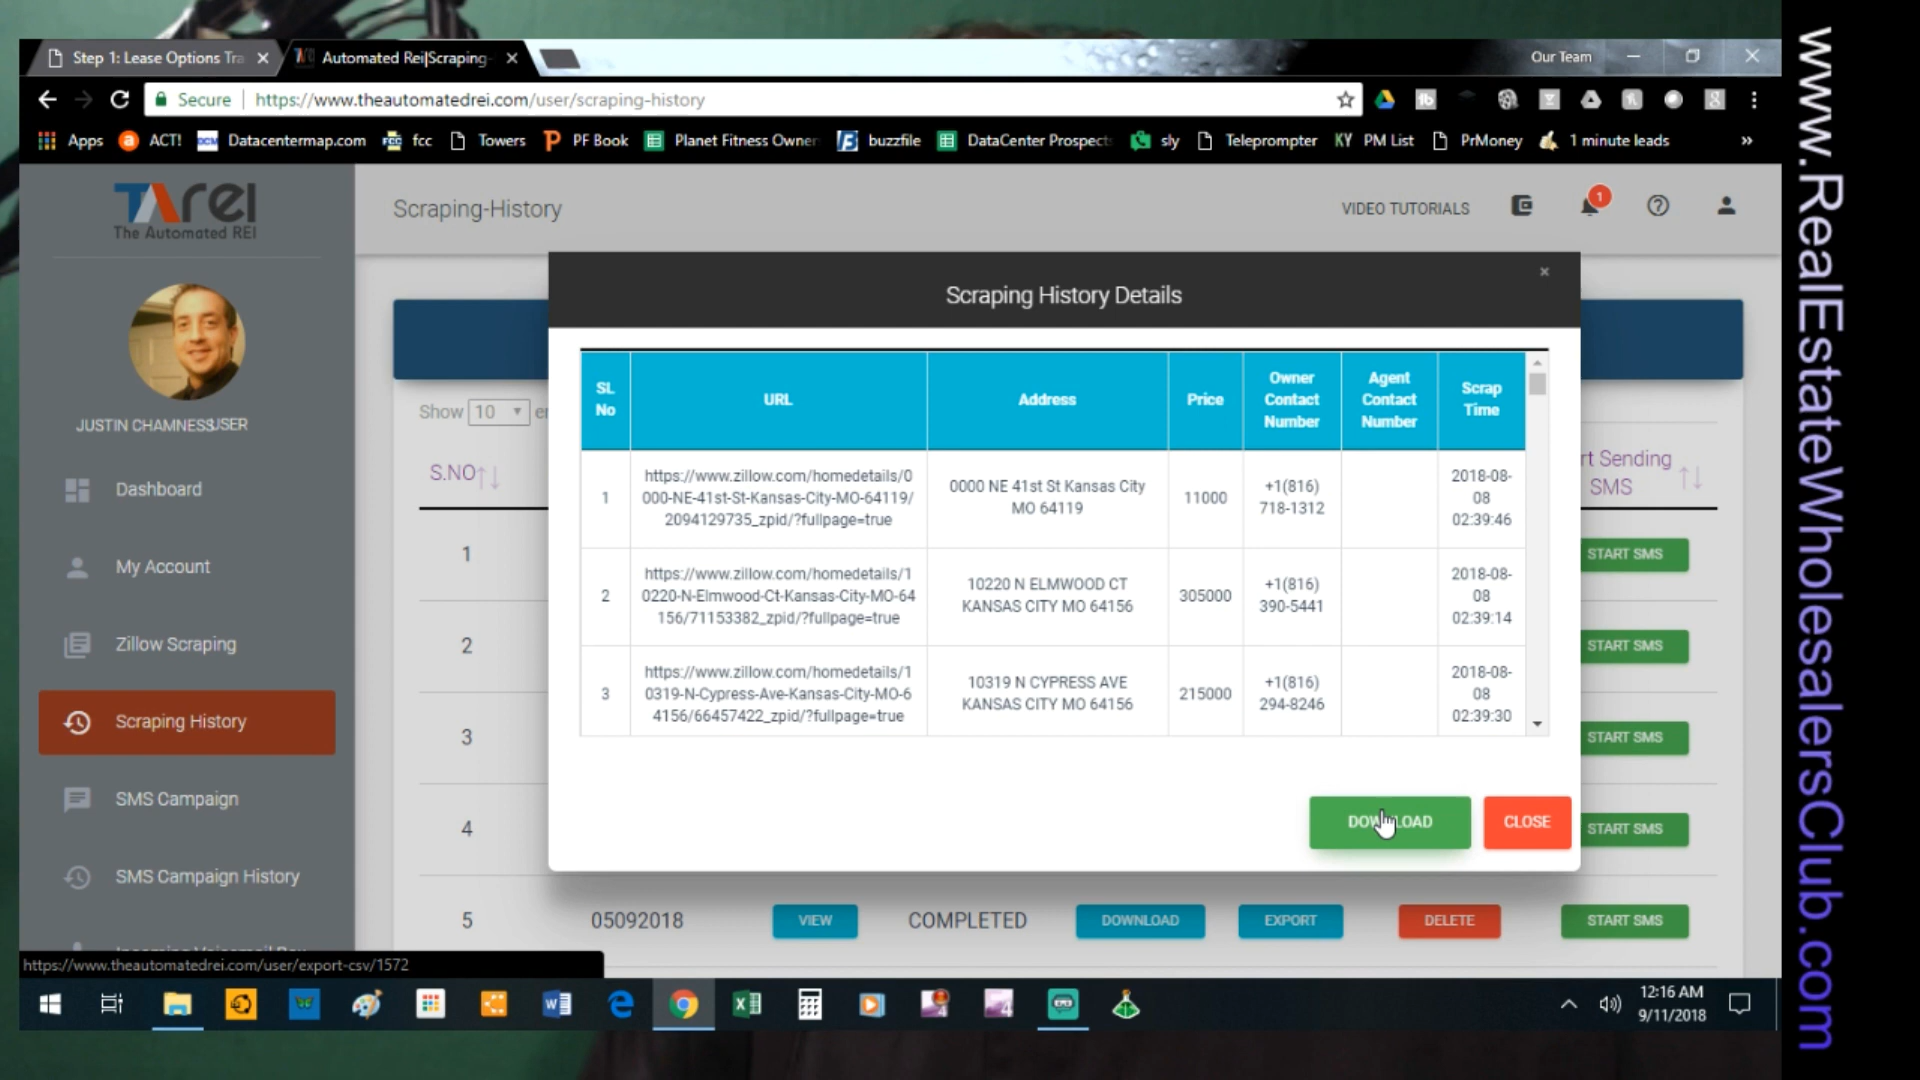 Step 1: Lease Options Tra
Automated Rei|Scraping-
Our Team
Secure
https://www.theautomatedrei.com/user/scraping-history
Apps
ACT!
Datacentermap.com
fcc
Towers
PF Book
Planet Fitness Owner
buzzfile
DataCenter Prospect
sly
Teleprompter
KY PM List
PrMoney
1 minute leads
»
TAREI
The Automated REI
Scraping-History
VIDEO TUTORIALS
1
JUSTIN CHAMNESS
USER
Dashboard
My Account
Zillow Scraping
Scraping History
SMS Campaign
SMS Campaign History
Show 10
S.NO
Scraping History Details
SL No
URL
Address
Price
Owner Contact Number
Agent Contact Number
Scrap Time
1
https://www.zillow.com/homedetails/0
000-NE-41st-St-Kansas-City-MO-64119/
2094129735_zpid/?fullpage=true
0000 NE 41st St Kansas City
MO 64119
11000
+1(816)
718-1312
2018-08-
08
02:39:46
2
https://www.zillow.com/homedetails/1
0220-N-Elmwood-Ct-Kansas-City-MO-64
156/71153382_zpid/?fullpage=true
10220 N ELMWOOD CT
KANSAS CITY MO 64156
305000
+1(816)
390-5441
2018-08-
08
02:39:14
3
https://www.zillow.com/homedetails/1
0319-N-Cypress-Ave-Kansas-City-MO-6
4156/66457422_zpid/?fullpage=true
10319 N CYPRESS AVE
KANSAS CITY MO 64156
215000
+1(816)
294-8246
2018-08-
08
02:39:30
DOWNLOAD
CLOSE
rt Sending
SMS
1
START SMS
2
START SMS
3
START SMS
4
START SMS
5
05092018
VIEW
COMPLETED
DOWNLOAD
EXPORT
DELETE
START SMS
https://www.theautomatedrei.com/user/export-csv/1572
12:16 AM
9/11/2018
www.RealEstateWholesalersClub.com